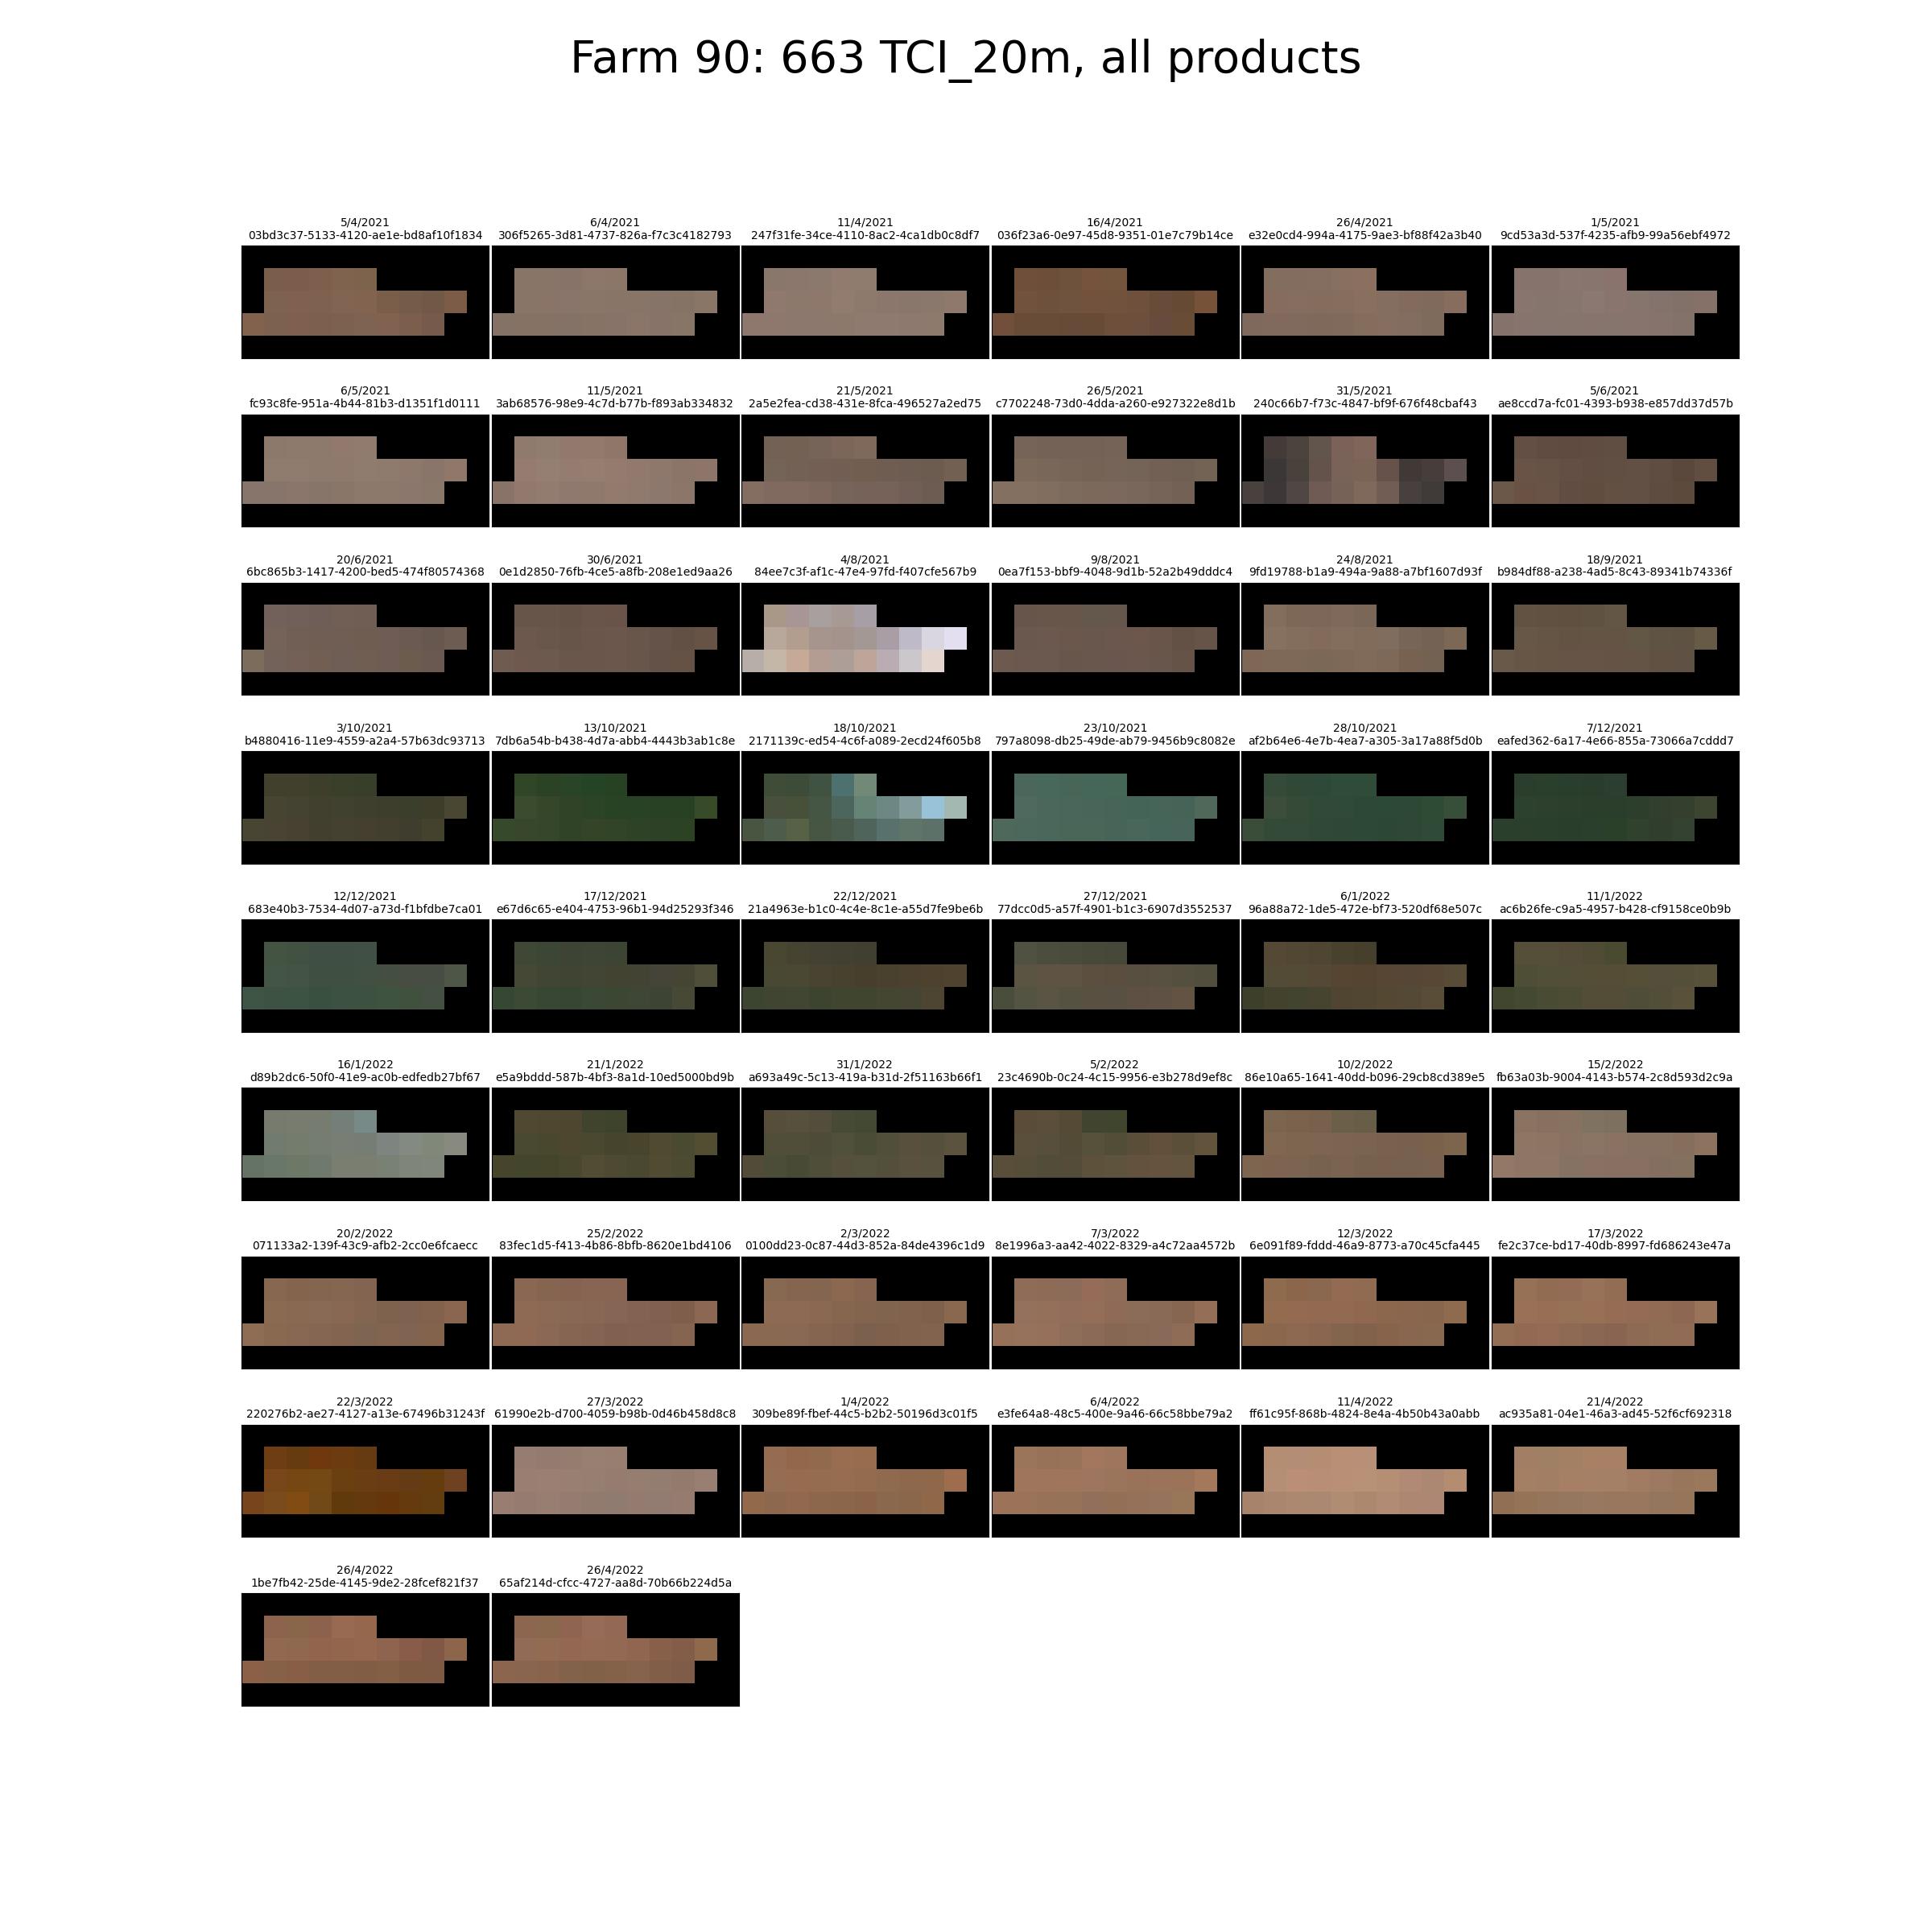 Farm 90: 663 TCI_20m, all products
5/4/2021 6/4/2021 11/4/2021 16/4/2021 26/4/2021 1/5/2021
03bd3c37-5133-4120-ae1e-bd8af10f1834 306f5265-3d81-4737-826a-f7c3c4182793 247f31fe-34ce-4110-8ac2-4ca1db0c8df7 036f23a6-0e97-45d8-9351-01e7c79b14ce e32e0cd4-994a-4175-9ae3-bf88f42a3b40 9cd53a3d-537f-4235-afb9-99a56ebf4972
6/5/2021 11/5/2021 21/5/2021 26/5/2021 31/5/2021 5/6/2021
fc93c8fe-951a-4b44-81b3-d1351f1d0111 3ab68576-98e9-4c7d-b77b-f893ab334832 2a5e2fea-cd38-431e-8fca-496527a2ed75 c7702248-73d0-4dda-a260-e927322e8d1b 240c66b7-f73c-4847-bf9f-676f48cbaf43 ae8ccd7a-fc01-4393-b938-e857dd37d57b
20/6/2021 30/6/2021 4/8/2021 9/8/2021 24/8/2021 18/9/2021
6bc865b3-1417-4200-bed5-474f80574368 0e1d2850-76fb-4ce5-a8fb-208e1ed9aa26 84ee7c3f-af1c-47e4-97fd-f407cfe567b9 0ea7f153-bbf9-4048-9d1b-52a2b49dddc4 9fd19788-b1a9-494a-9a88-a7bf1607d93f b984df88-a238-4ad5-8c43-89341b74336f
3/10/2021 13/10/2021 18/10/2021 23/10/2021 28/10/2021 7/12/2021
b4880416-11e9-4559-a2a4-57b63dc93713 7db6a54b-b438-4d7a-abb4-4443b3ab1c8e 2171139c-ed54-4c6f-a089-2ecd24f605b8 797a8098-db25-49de-ab79-9456b9c8082e af2b64e6-4e7b-4ea7-a305-3a17a88f5d0b eafed362-6a17-4e66-855a-73066a7cddd7
12/12/2021 17/12/2021 22/12/2021 27/12/2021 6/1/2022 11/1/2022
683e40b3-7534-4d07-a73d-f1bfdbe7ca01 e67d6c65-e404-4753-96b1-94d25293f346 21a4963e-b1c0-4c4e-8c1e-a55d7fe9be6b 77dcc0d5-a57f-4901-b1c3-6907d3552537 96a88a72-1de5-472e-bf73-520df68e507c ac6b26fe-c9a5-4957-b428-cf9158ce0b9b
16/1/2022 21/1/2022 31/1/2022 5/2/2022 10/2/2022 15/2/2022
d89b2dc6-50f0-41e9-ac0b-edfedb27bf67 e5a9bddd-587b-4bf3-8a1d-10ed5000bd9b a693a49c-5c13-419a-b31d-2f51163b66f1 23c4690b-0c24-4c15-9956-e3b278d9ef8c 86e10a65-1641-40dd-b096-29cb8cd389e5 fb63a03b-9004-4143-b574-2c8d593d2c9a
20/2/2022 25/2/2022 2/3/2022 7/3/2022 12/3/2022 17/3/2022
071133a2-139f-43c9-afb2-2cc0e6fcaecc 83fec1d5-f413-4b86-8bfb-8620e1bd4106 0100dd23-0c87-44d3-852a-84de4396c1d9 8e1996a3-aa42-4022-8329-a4c72aa4572b 6e091f89-fddd-46a9-8773-a70c45cfa445 fe2c37ce-bd17-40db-8997-fd686243e47a
22/3/2022 27/3/2022 1/4/2022 6/4/2022 11/4/2022 21/4/2022
220276b2-ae27-4127-a13e-67496b31243f 61990e2b-d700-4059-b98b-0d46b458d8c8 309be89f-fbef-44c5-b2b2-50196d3c01f5 e3fe64a8-48c5-400e-9a46-66c58bbe79a2 ff61c95f-868b-4824-8e4a-4b50b43a0abb ac935a81-04e1-46a3-ad45-52f6cf692318
26/4/2022 26/4/2022
1be7fb42-25de-4145-9de2-28fcef821f37 65af214d-cfcc-4727-aa8d-70b66b224d5a